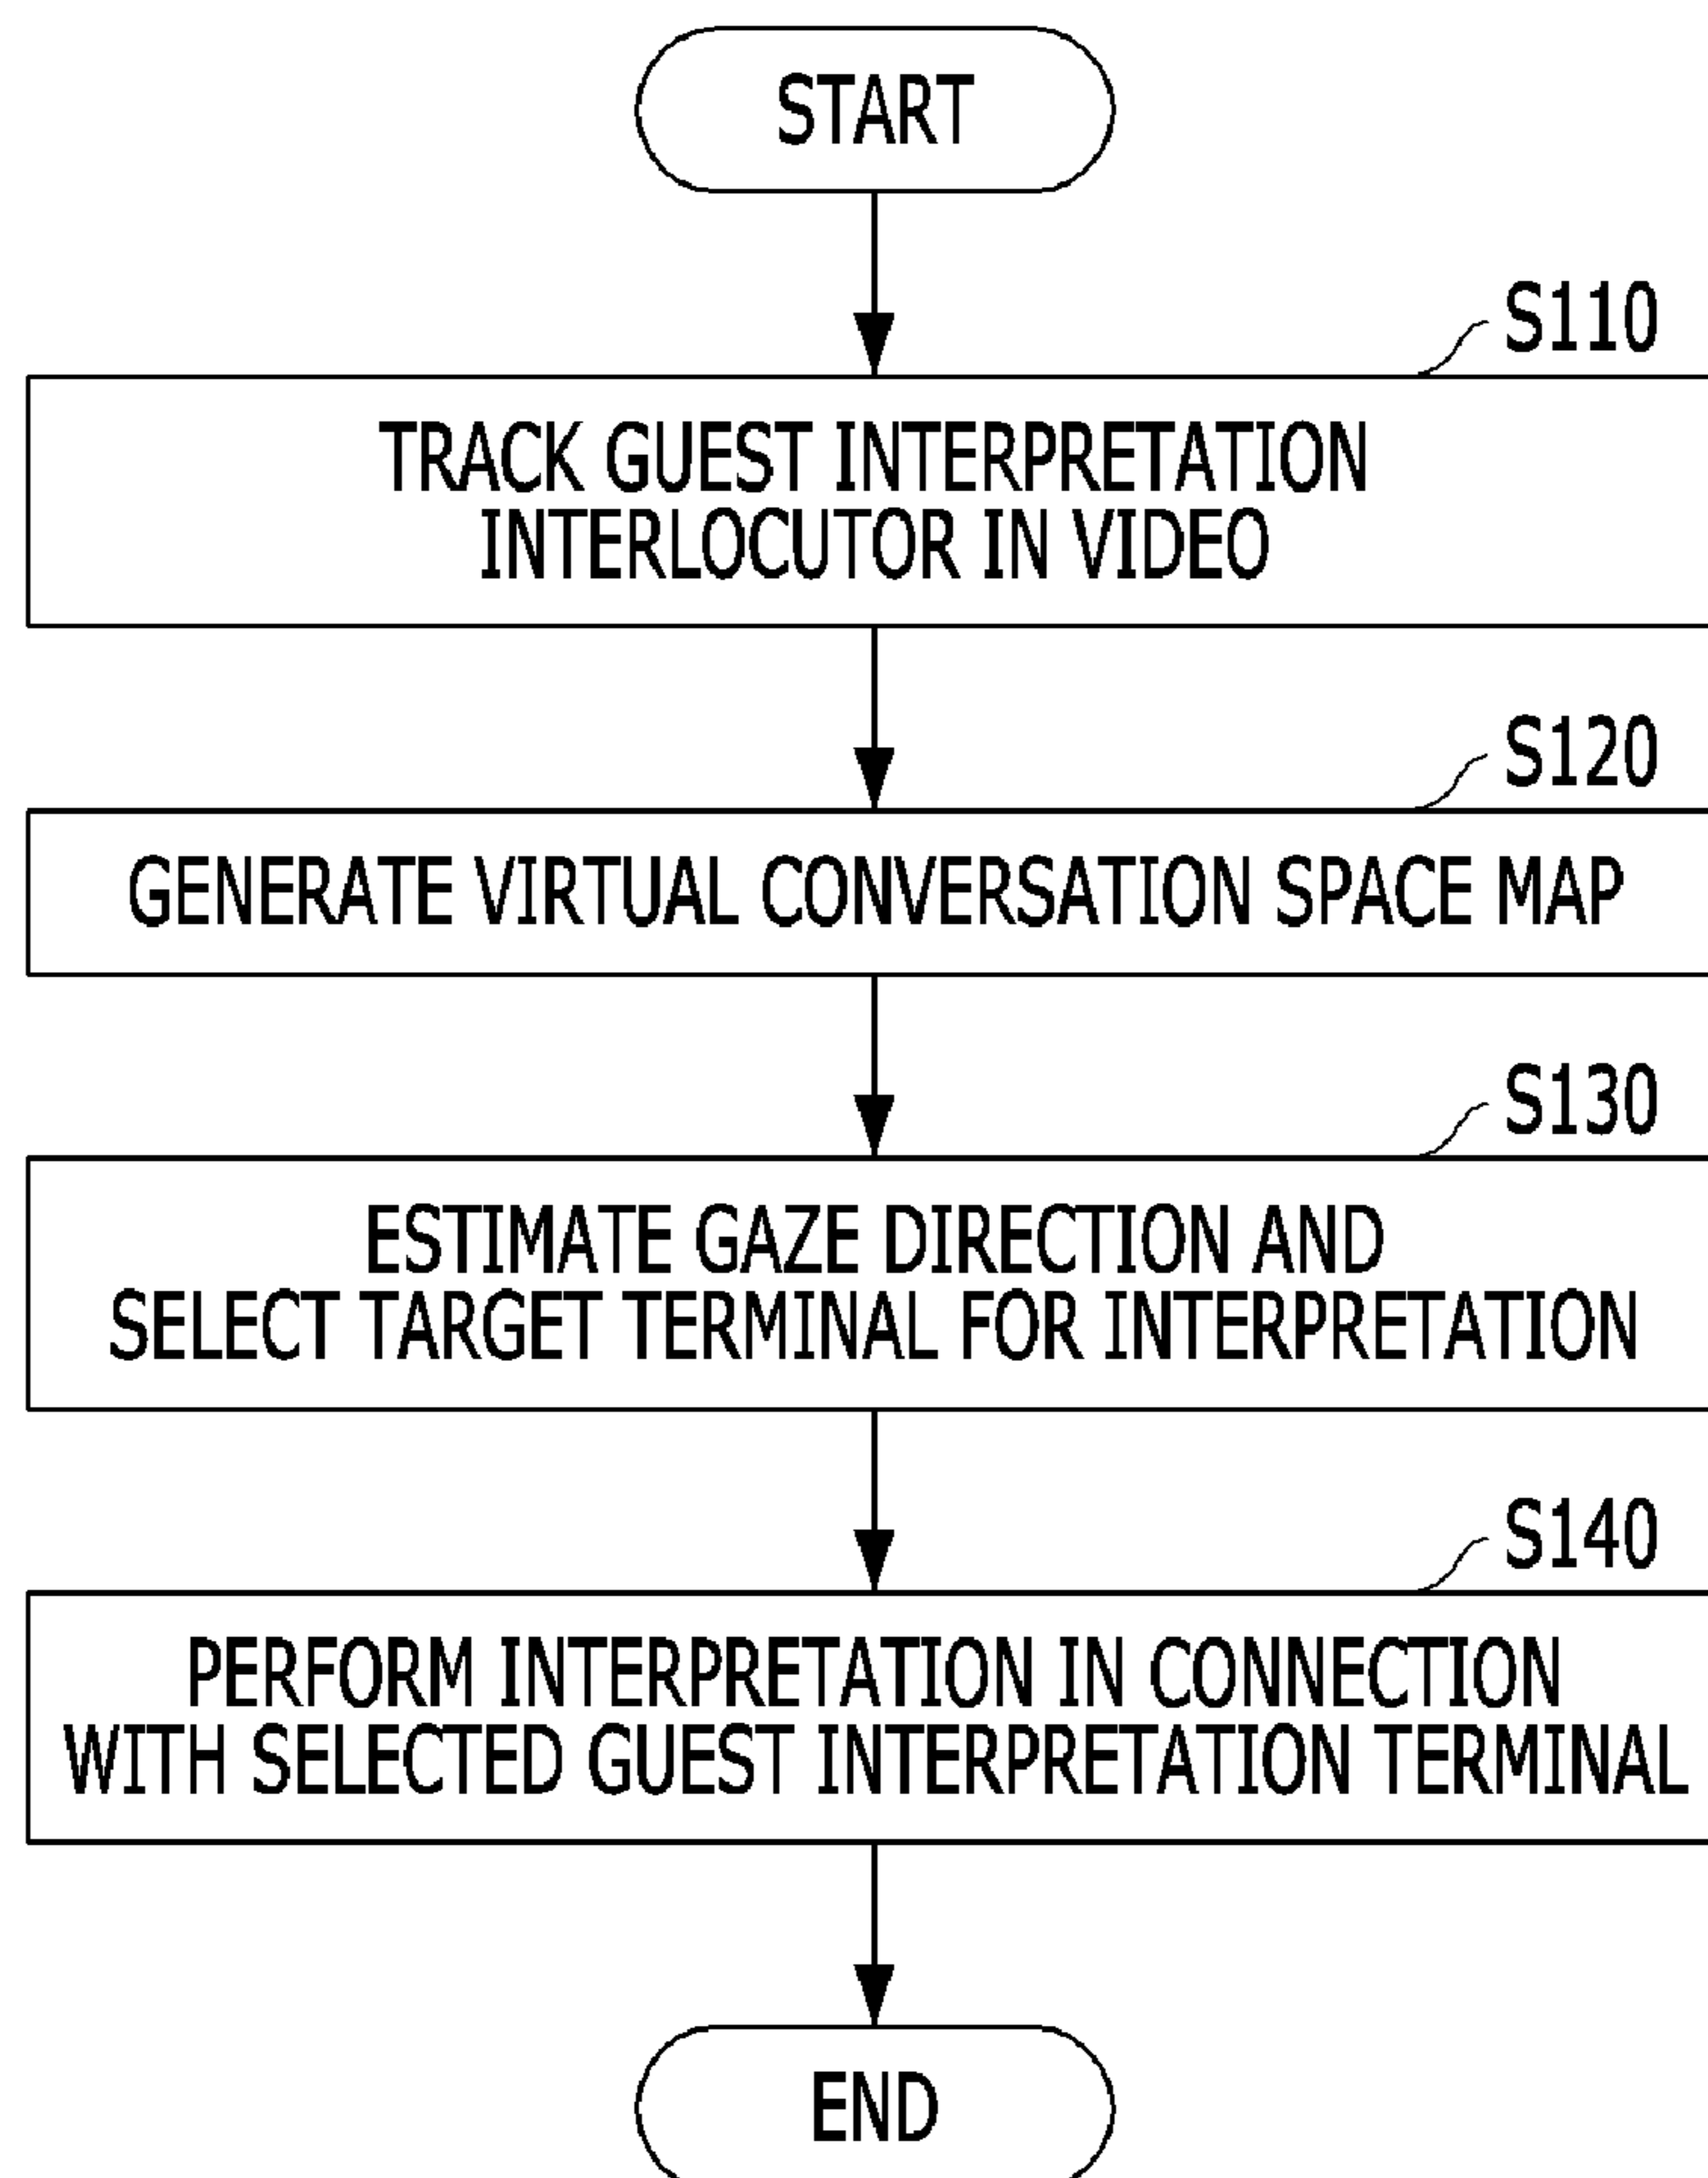 START
S110
TRACK GUEST INTERPRETATION
INTERLOCUTOR IN VIDEO
S120
GENERATE VIRTUAL CONVERSATION SPACE MAP
S130
ESTIMATE GAZE DIRECTION AND
SELECT TARGET TERMINAL FOR INTERPRETATION
S140
PERFORM INTERPRETATION IN CONNECTION
WITH SELECTED GUEST INTERPRETATION TERMINAL
END